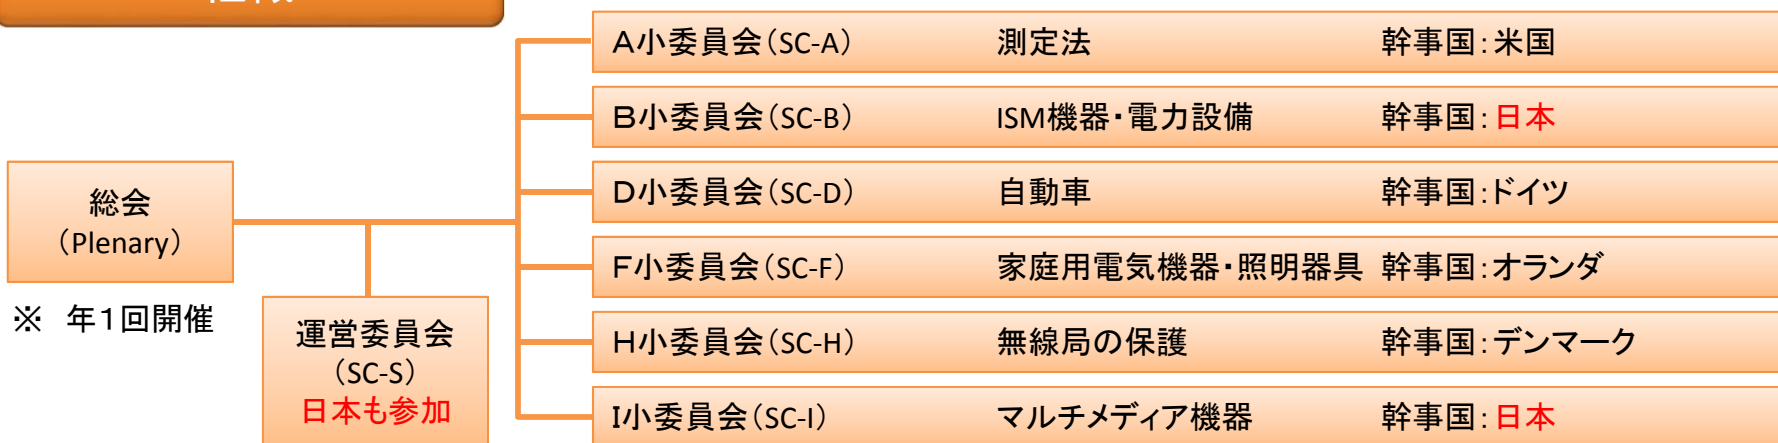 A小委員会（SC-A） 測定法 幹事国：米国
B小委員会（SC-B） ISM機器・電力設備 幹事国：日本
D小委員会（SC-D） 自動車 幹事国：ドイツ
F小委員会（SC-F） 家庭用電気機器・照明器具 幹事国：オランダ
H小委員会（SC-H） 無線局の保護 幹事国：デンマーク
I小委員会（SC-I） マルチメディア機器 幹事国：日本
総会
（Plenary）
※　年１回開催
運営委員会
（SC-S）
日本も参加